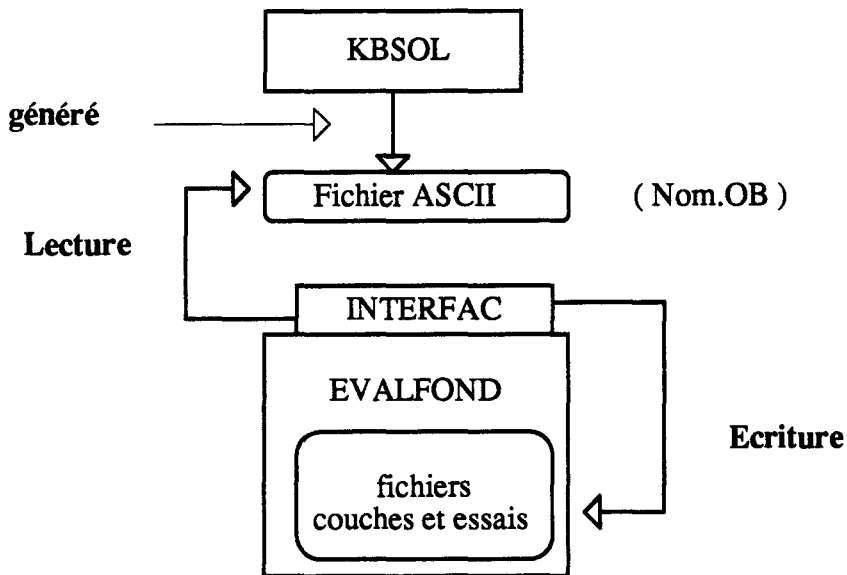 KBSOL
généré
Fichier ASCII
( Nom.OB )
Lecture
INTERFAC
EVALFOND
Ecriture
fichiers
couches et essais